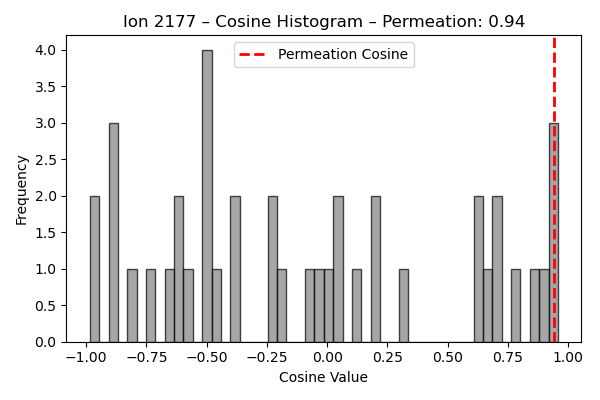 Ion 2177 – Cosine Histogram – Permeation: 0.94
Permeation Cosine
Frequency
4.0
3.5
3.0
2.5
2.0
1.5
1.0
0.5
0.0
−1.00 −0.75 −0.50 −0.25 0.00 0.25 0.50 0.75 1.00
Cosine Value